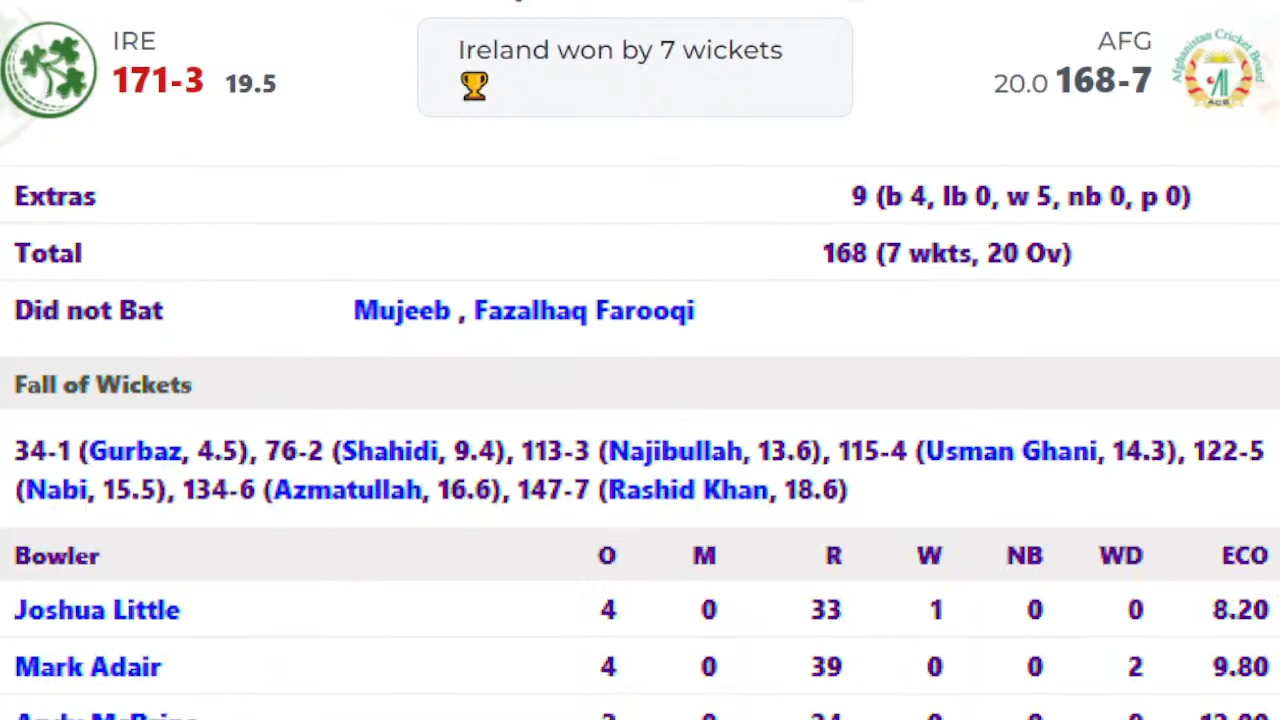 IRE
171-3 19.5
Ireland won by 7 wickets
AFG
20.0 168-7
Afghanistan Cricket Board
ACB
Extras 9 (b 4, lb 0, w 5, nb 0, p 0)
Total 168 (7 wkts, 20 Ov)
Did not Bat Mujeeb , Fazalhaq Farooqi
Fall of Wickets
34-1 (Gurbaz, 4.5), 76-2 (Shahidi, 9.4), 113-3 (Najibullah, 13.6), 115-4 (Usman Ghani, 14.3), 122-5
(Nabi, 15.5), 134-6 (Azmatullah, 16.6), 147-7 (Rashid Khan, 18.6)
Bowler O M R W NB WD ECO
Joshua Little 4 0 33 1 0 0 8.20
Mark Adair 4 0 39 0 0 2 9.80